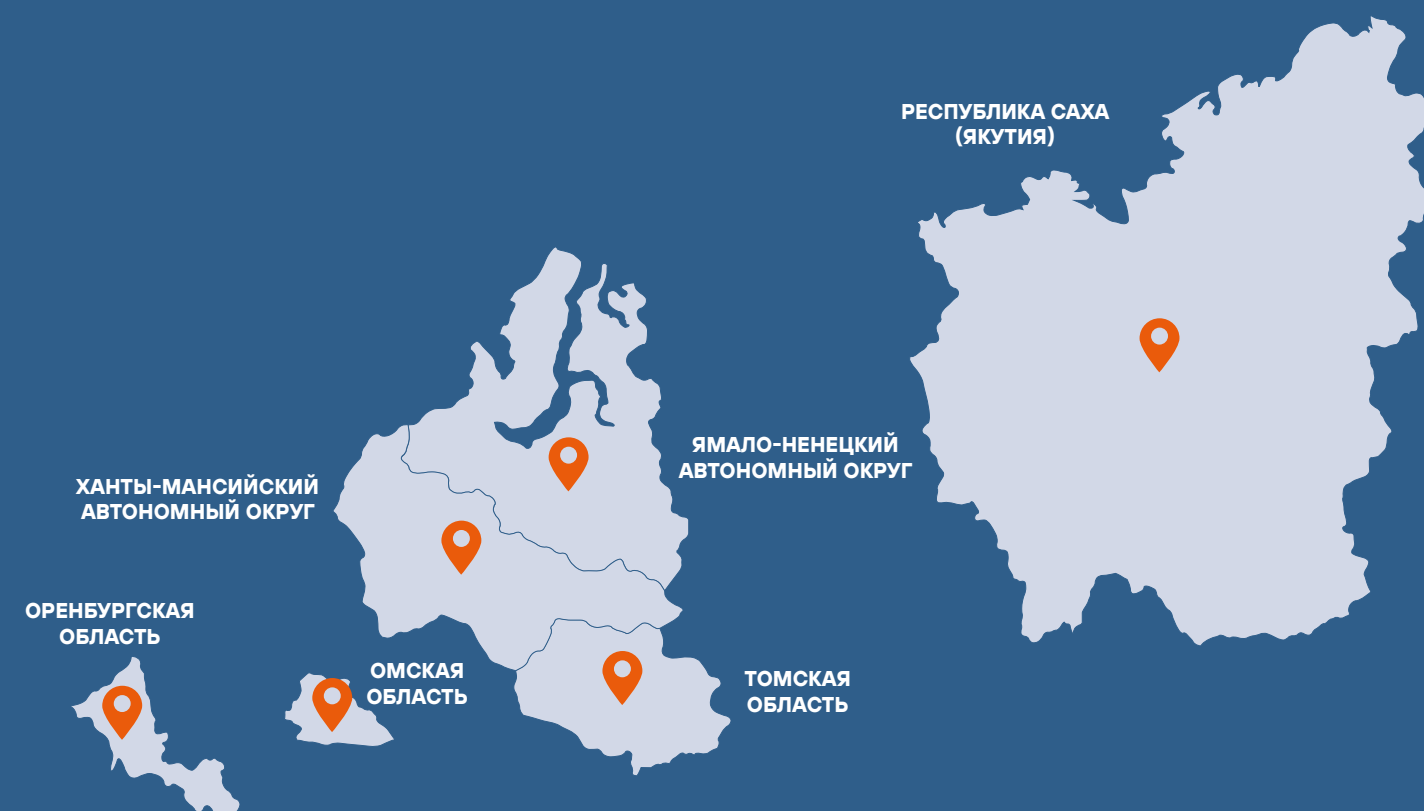 РЕСПУБЛИКА САХА
(ЯКУТИЯ)
ЯМАЛО-НЕНЕЦКИЙ
АВТОНОМНЫЙ ОКРУГ
ХАНТЫ-МАНСИЙСКИЙ
АВТОНОМНЫЙ ОКРУГ
ОРЕНБУРГСКАЯ
ОБЛАСТЬ
ОМСКАЯ
ОБЛАСТЬ
ТОМСКАЯ
ОБЛАСТЬ